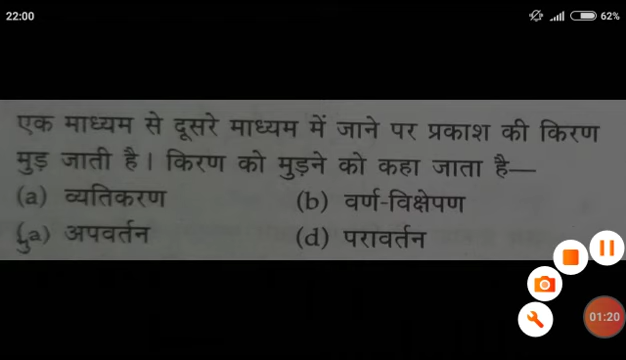 22:00 62%
एक माध्यम से दूसरे माध्यम में जाने पर प्रकाश की किरण
मुड़ जाती है। किरण को मुड़ने को कहा जाता है—
(a) व्यतिकरण (b) वर्ण-विक्षेपण
(a) अपवर्तन (d) परावर्तन
01:20